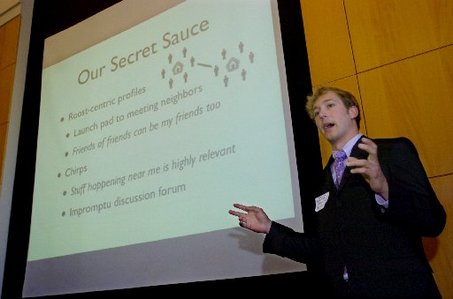 Our Secret Sauce
• Roost-centric profiles
• Launch pad to meeting neighbors
• Friends of friends can be my friends too
• Chirps
• Stuff happening near me is highly relevant
• Impromptu discussion forum